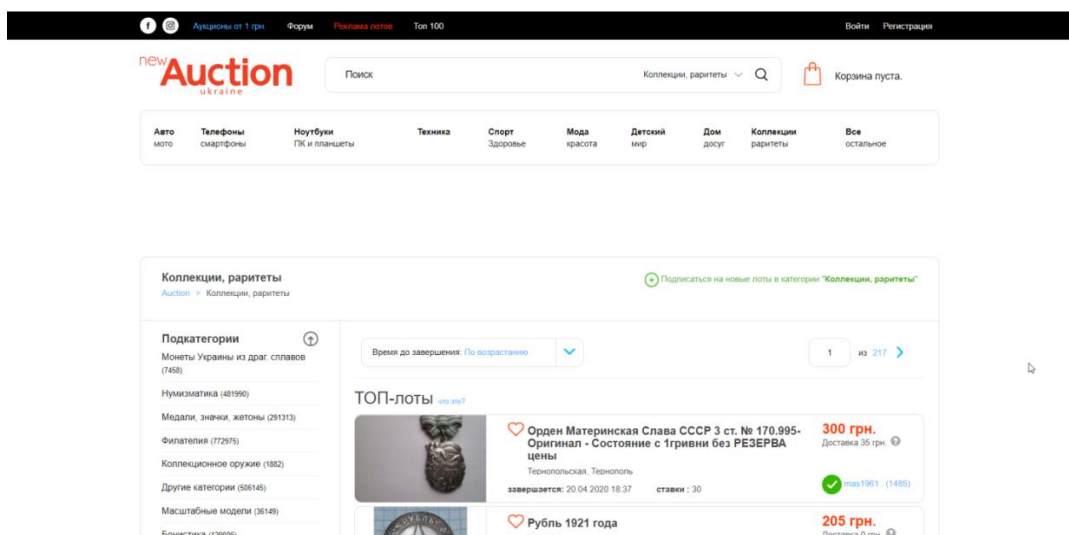 Аукционы от 1 грн. Форум Реклама лотов Топ 100 Войти Регистрация
new Auction ukraine
Поиск Коллекции, раритеты Корзина пуста.
Авто Телефоны Ноутбуки Техника Спорт Мода Детский Дом Коллекции Все
мото смартфоны ПК и планшеты Здоровье красота мир досуг раритеты остальное
Коллекции, раритеты
Подписаться на новые лоты в категории "Коллекции, раритеты"
Auction > Коллекции, раритеты
Подкатегории
Монеты Украины из драг. сплавов
(7458)
Нумизматика (481990)
Медали, значки, жетоны (291313)
Филателия (772975)
Коллекционное оружие (1882)
Другие категории (506145)
Масштабные модели (36149)
Бонистика (129006)
Время до завершения: По возрастанию 1 из 217
ТОП-лоты что это?
Орден Материнская Слава СССР 3 ст. № 170.995-
Оригинал - Состояние с 1гривни без РЕЗЕРВА
цены
Тернопольская, Тернополь
завершается: 20.04.2020 18:37 ставки : 30
300 грн.
Доставка 35 грн.
mas1961 . (1485)
Рубль 1921 года
205 грн.
Доставка 0 грн.